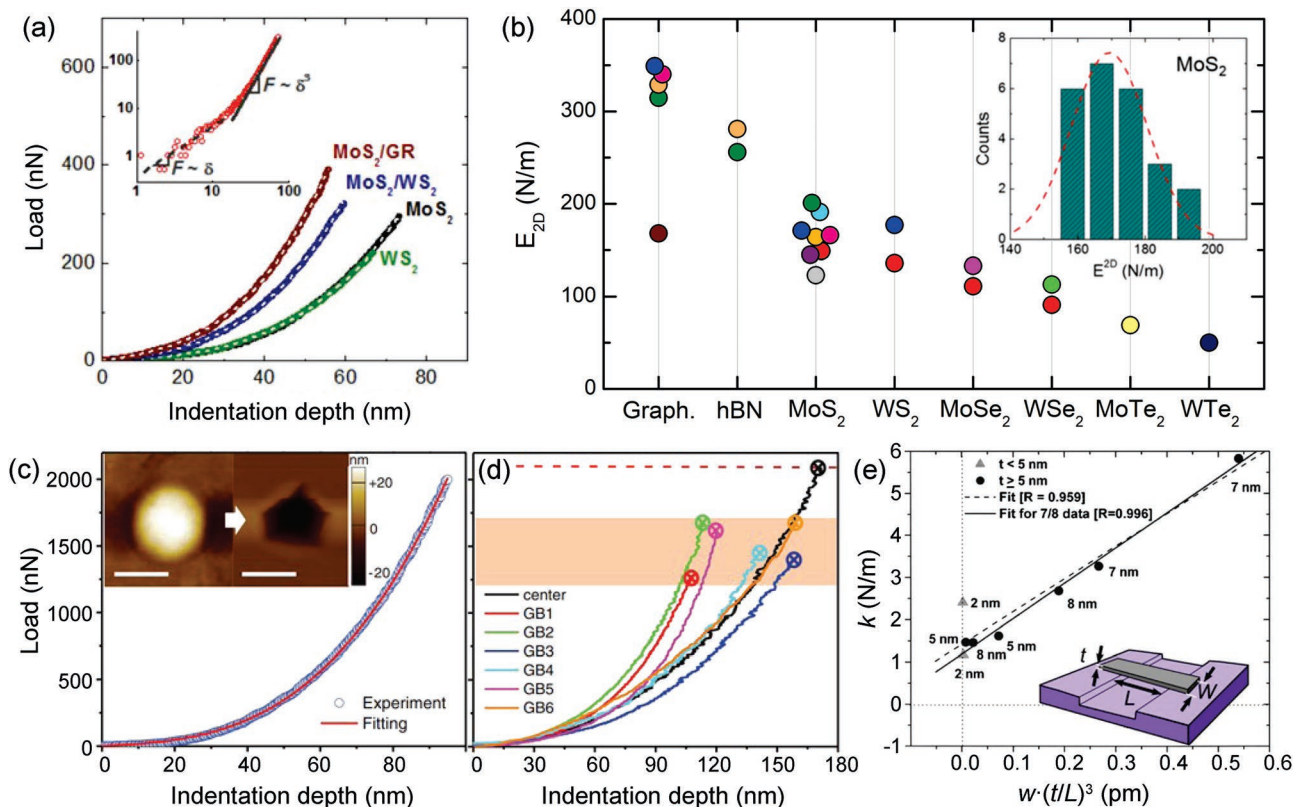 (a)
Load (nN)
600
400
200
0
0 20 40 60 80
Indentation depth (nm)
100
10
1
1 10 100
F ~ δ³
F ~ δ
MoS₂/GR
MoS₂/WS₂
MoS₂
WS₂
(b)
E₂D (N/m)
400
300
200
100
0
Graph. hBN MoS₂ WS₂ MoSe₂ WSe₂ MoTe₂ WTe₂
MoS₂
Counts
8
6
4
2
0
140 160 180 200
E²ᴰ (N/m)
(c)
Load (nN)
2000
1750
1500
1250
1000
750
500
250
0
0 20 40 60 80
Indentation depth (nm)
nm
+20
0
-20
Experiment
Fitting
(d)
center
GB1
GB2
GB3
GB4
GB5
GB6
0 30 60 90 120 150 180
Indentation depth (nm)
(e)
k (N/m)
6
5
4
3
2
1
0
-1
t < 5 nm
t ≥ 5 nm
Fit [R = 0.959]
Fit for 7/8 data [R=0.996]
7 nm
7 nm
8 nm
2 nm
5 nm
5 nm
8 nm
2 nm
t
L
W
0.0 0.1 0.2 0.3 0.4 0.5 0.6
w·(t/L)³ (pm)